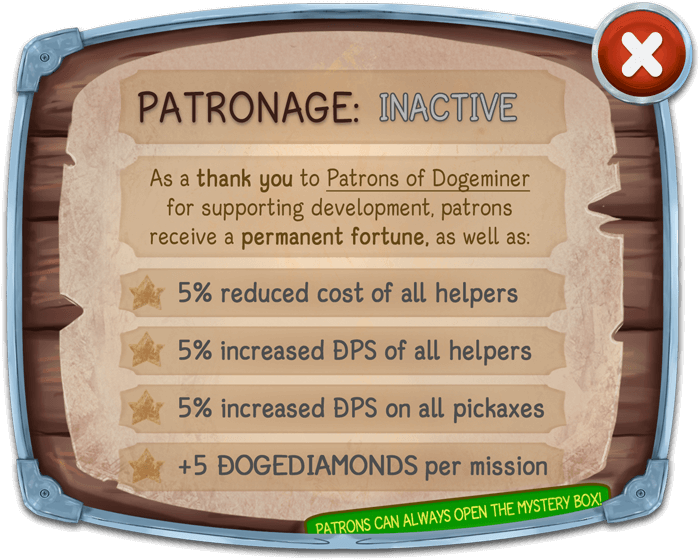 PATRONAGE: INACTIVE
As a thank you to Patrons of Dogeminer
for supporting development, patrons
receive a permanent fortune, as well as:
5% reduced cost of all helpers
5% increased ÐPS of all helpers
5% increased ÐPS on all pickaxes
+5 ÐOGEDIAMONDS per mission
PATRONS CAN ALWAYS OPEN THE MYSTERY BOX!